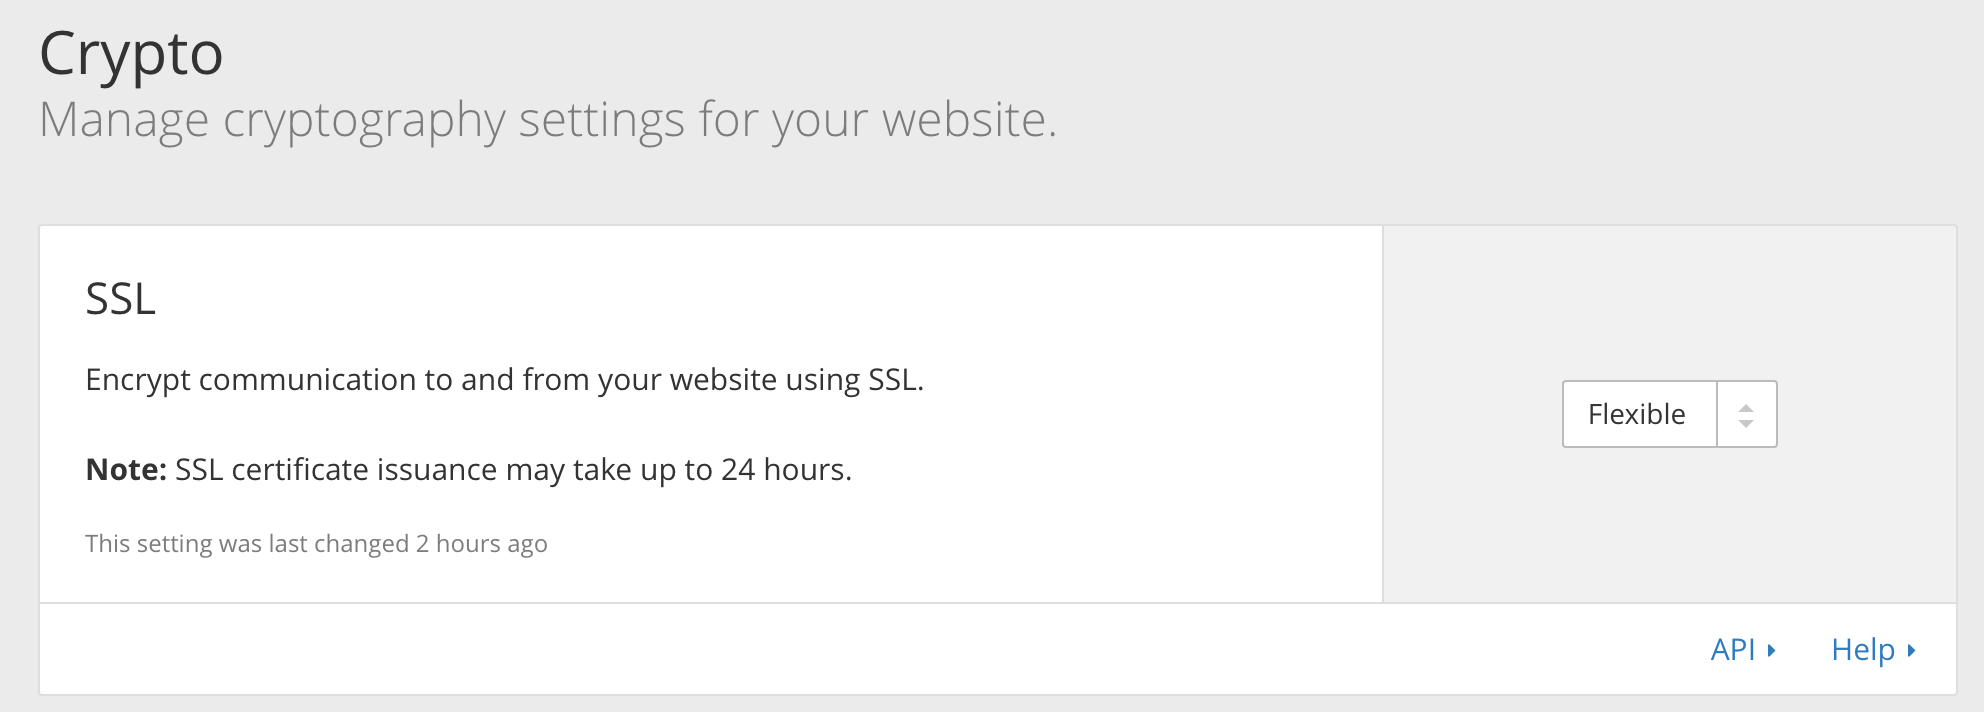 Crypto
Manage cryptography settings for your website.
SSL
Encrypt communication to and from your website using SSL.
Note: SSL certificate issuance may take up to 24 hours.
This setting was last changed 2 hours ago
Flexible
API
Help